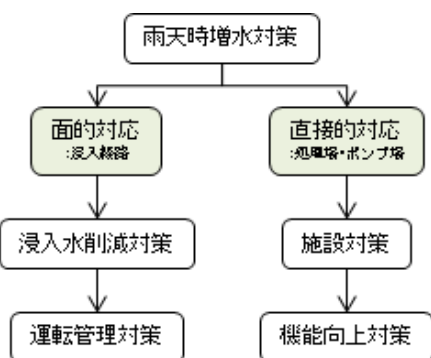 雨天時増水対策
面的対応
:浸入経路
直接的対応
:処理場・ポンプ場
浸入水削減対策
施設対策
運転管理対策
機能向上対策